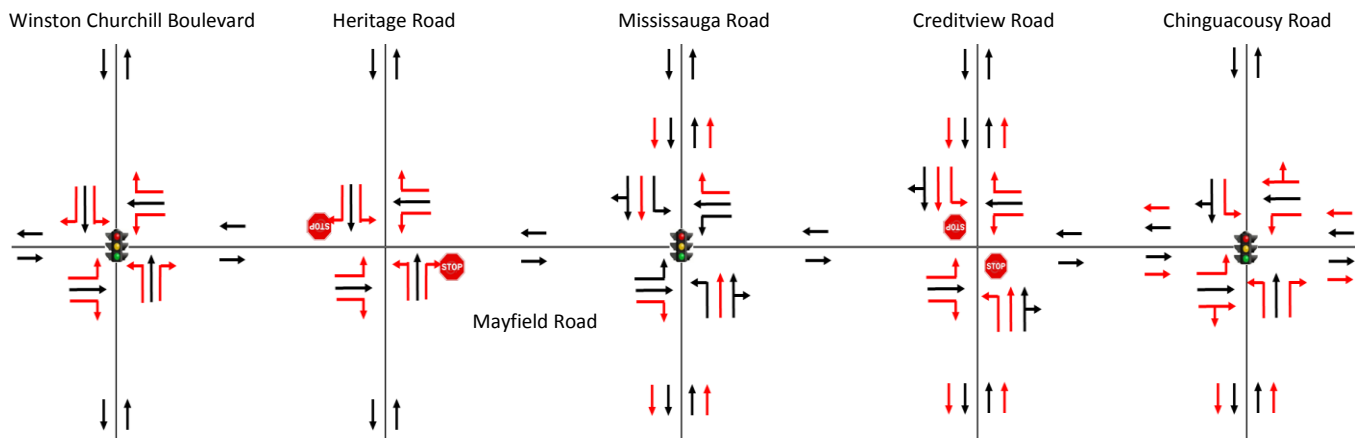 Winston Churchill Boulevard
Heritage Road
Mississauga Road
Creditview Road
Chinguacousy Road
STOP
STOP
STOP
STOP
Mayfield Road